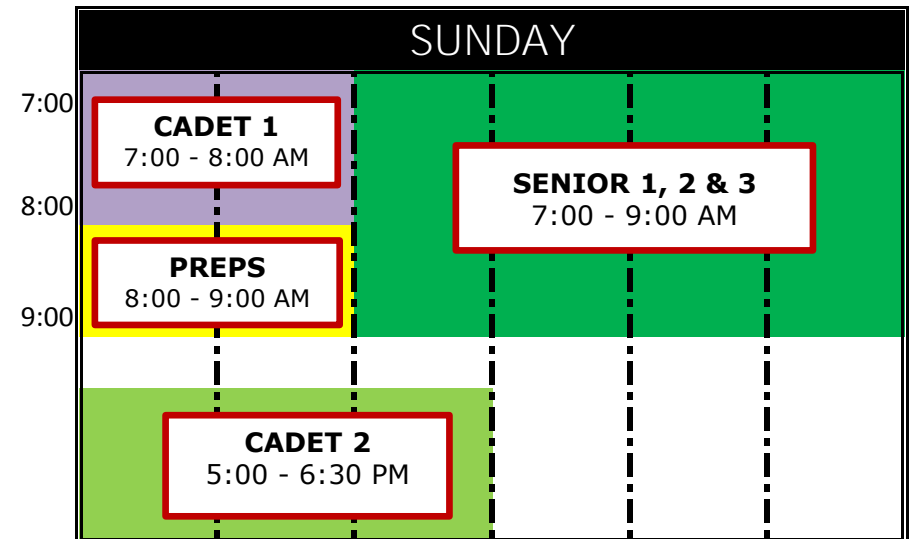 SUNDAY
7:00
CADET 1
7:00 - 8:00 AM
SENIOR 1, 2 & 3
7:00 - 9:00 AM
8:00
PREPS
8:00 - 9:00 AM
9:00
CADET 2
5:00 - 6:30 PM